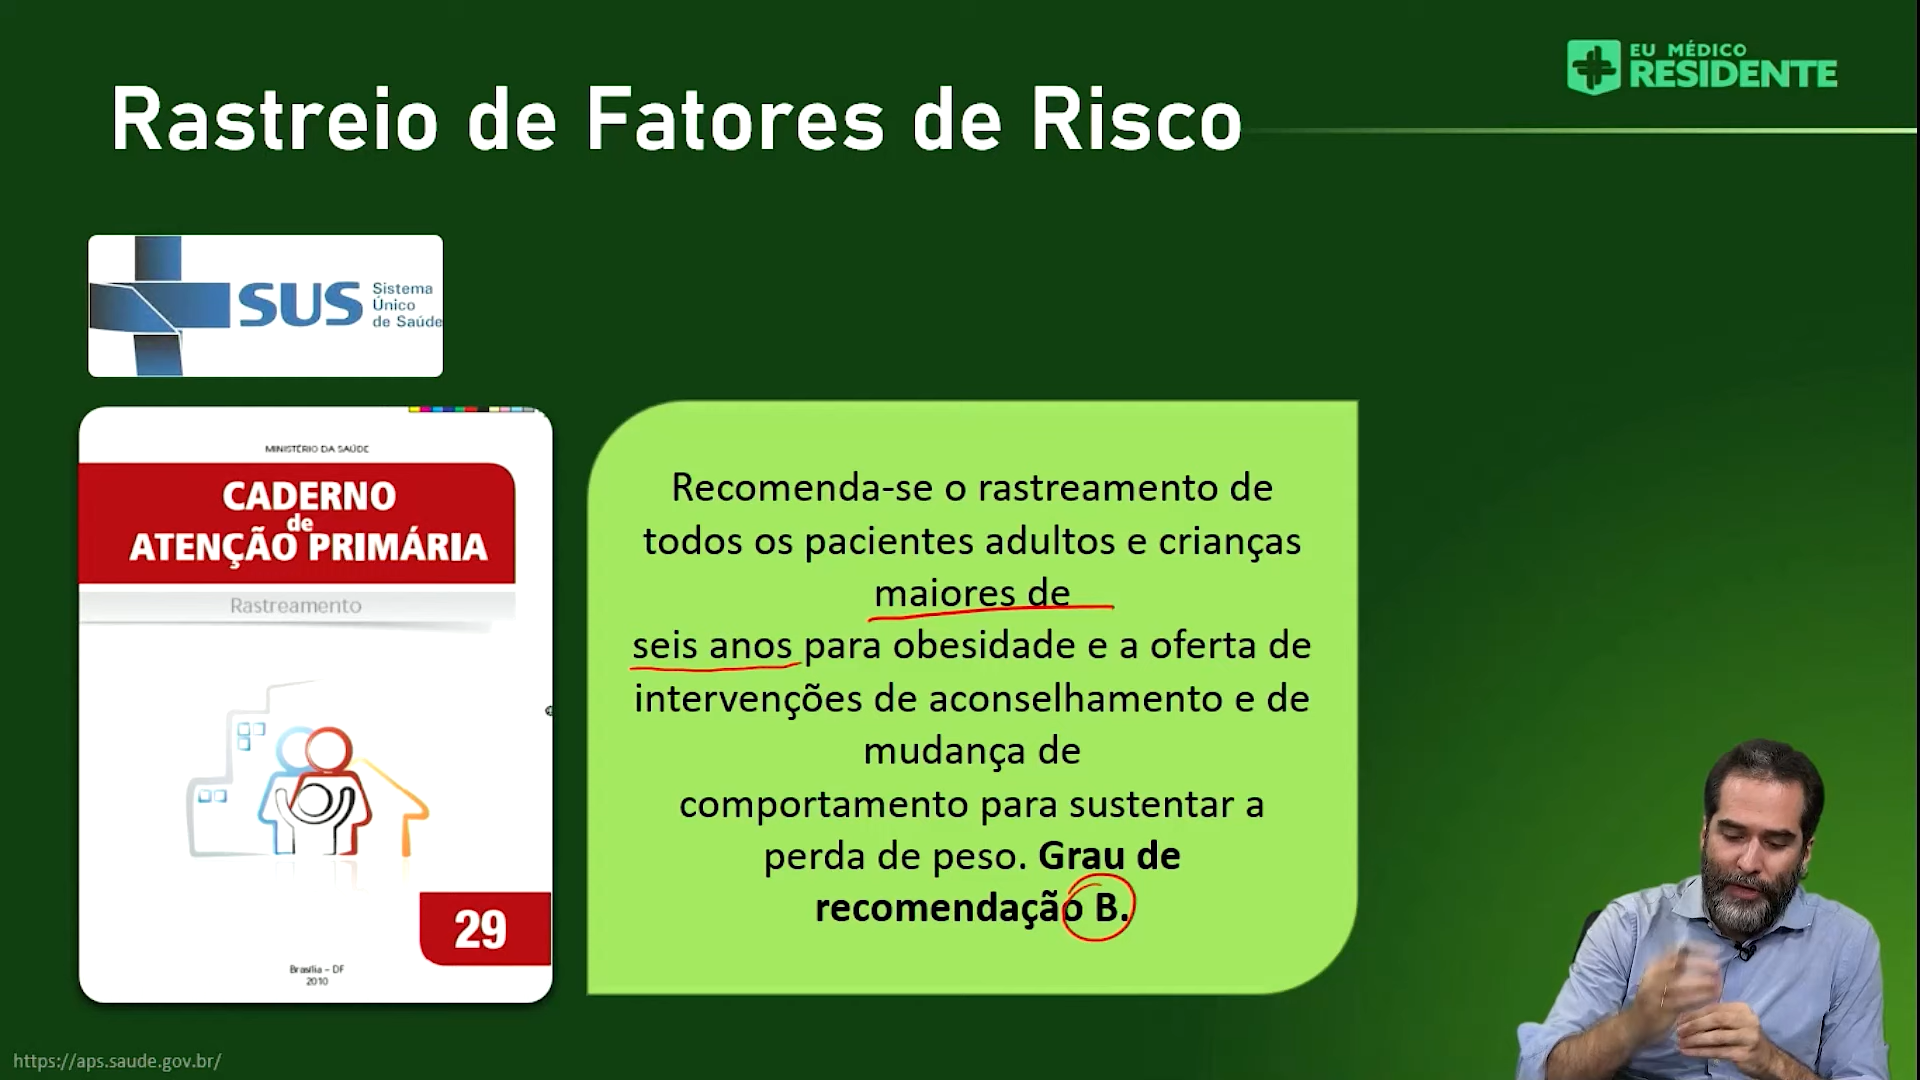 EU MÉDICO
RESIDENTE
Rastreio de Fatores de Risco
SUS
Sistema
Único
de Saúde
MINISTÉRIO DA SAÚDE
CADERNO
de
ATENÇÃO PRIMÁRIA
Rastreamento
29
Brasília – DF
2010
Recomenda-se o rastreamento de
todos os pacientes adultos e crianças
maiores de
seis anos para obesidade e a oferta de
intervenções de aconselhamento e de
mudança de
comportamento para sustentar a
perda de peso. Grau de
recomendação B.
https://aps.saude.gov.br/